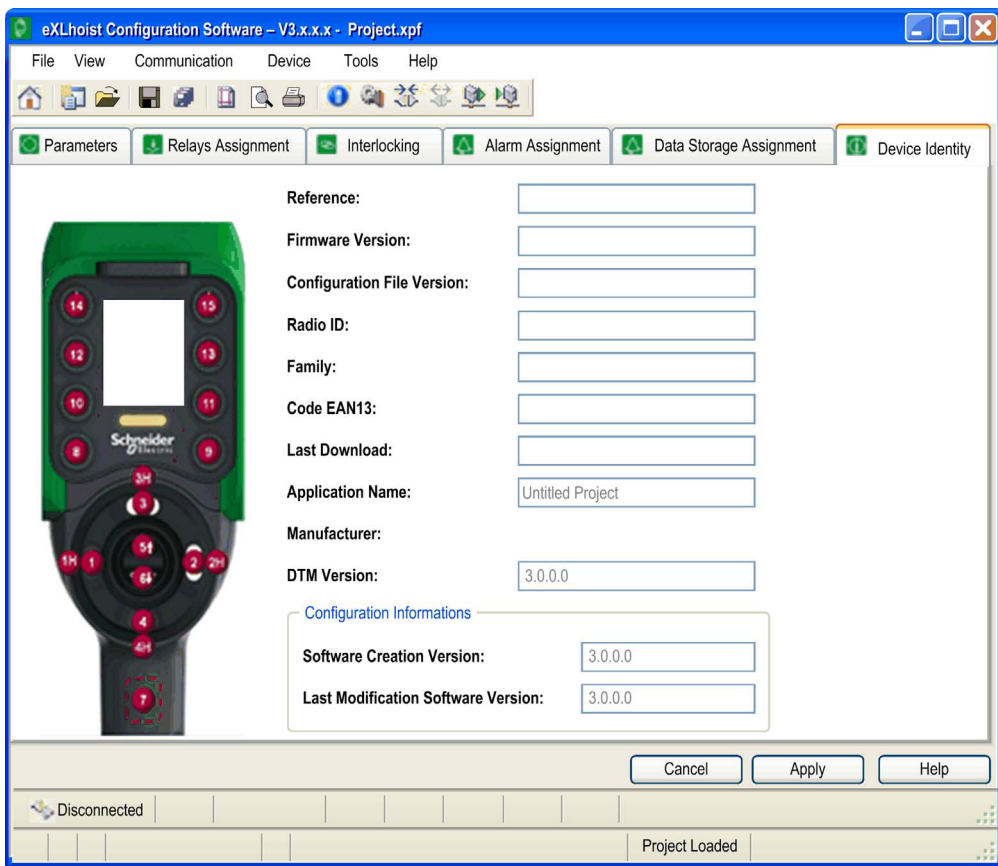 eXLhoist Configuration Software – V3.x.x.x - Project.xpf
File View Communication Device Tools Help
Parameters Relays Assignment Interlocking Alarm Assignment Data Storage Assignment Device Identity
Reference:
Firmware Version:
Configuration File Version:
Radio ID:
Family:
Code EAN13:
Last Download:
Application Name: Untitled Project
Manufacturer:
DTM Version: 3.0.0.0
Configuration Informations
Software Creation Version: 3.0.0.0
Last Modification Software Version: 3.0.0.0
14 15
12 13
10 11
Schneider
Electric
8 9
3H
3
5↑
1H 1 2 2H
6↓
4
4H
7
Cancel Apply Help
Disconnected
Project Loaded